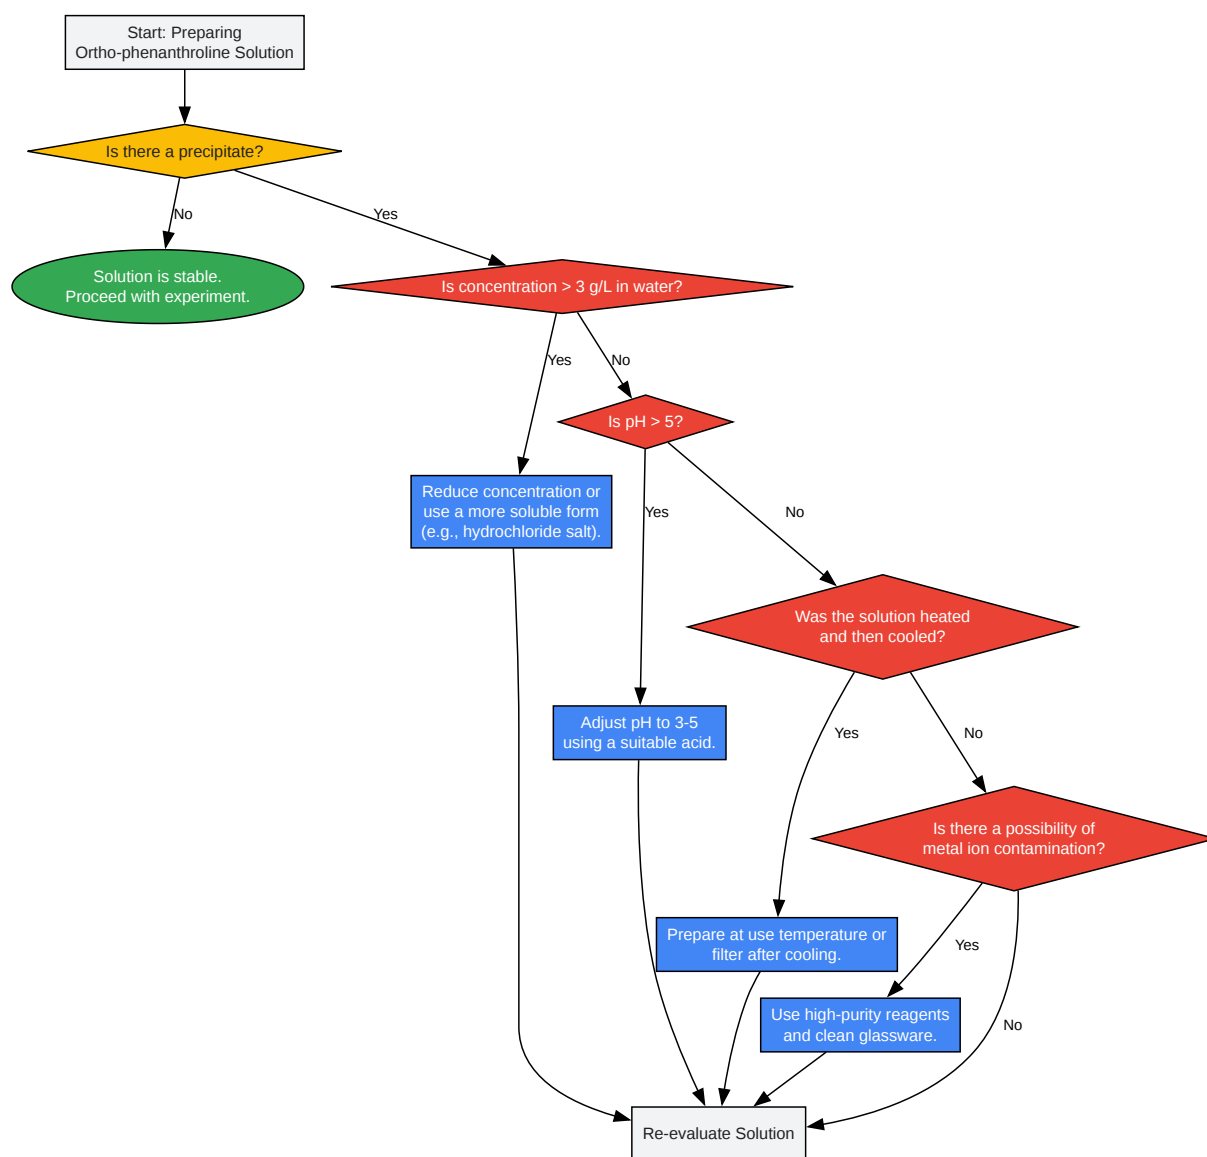 Start: Preparing
Ortho-phenanthroline Solution
Is there a precipitate?
No
Yes
Solution is stable.
Proceed with experiment.
Is concentration > 3 g/L in water?
Yes
No
Is pH > 5?
Reduce concentration or
use a more soluble form
(e.g., hydrochloride salt).
Yes
No
Was the solution heated
and then cooled?
Adjust pH to 3-5
using a suitable acid.
Yes
No
Is there a possibility of
metal ion contamination?
Prepare at use temperature or
filter after cooling.
Yes
Use high-purity reagents
and clean glassware.
No
Re-evaluate Solution